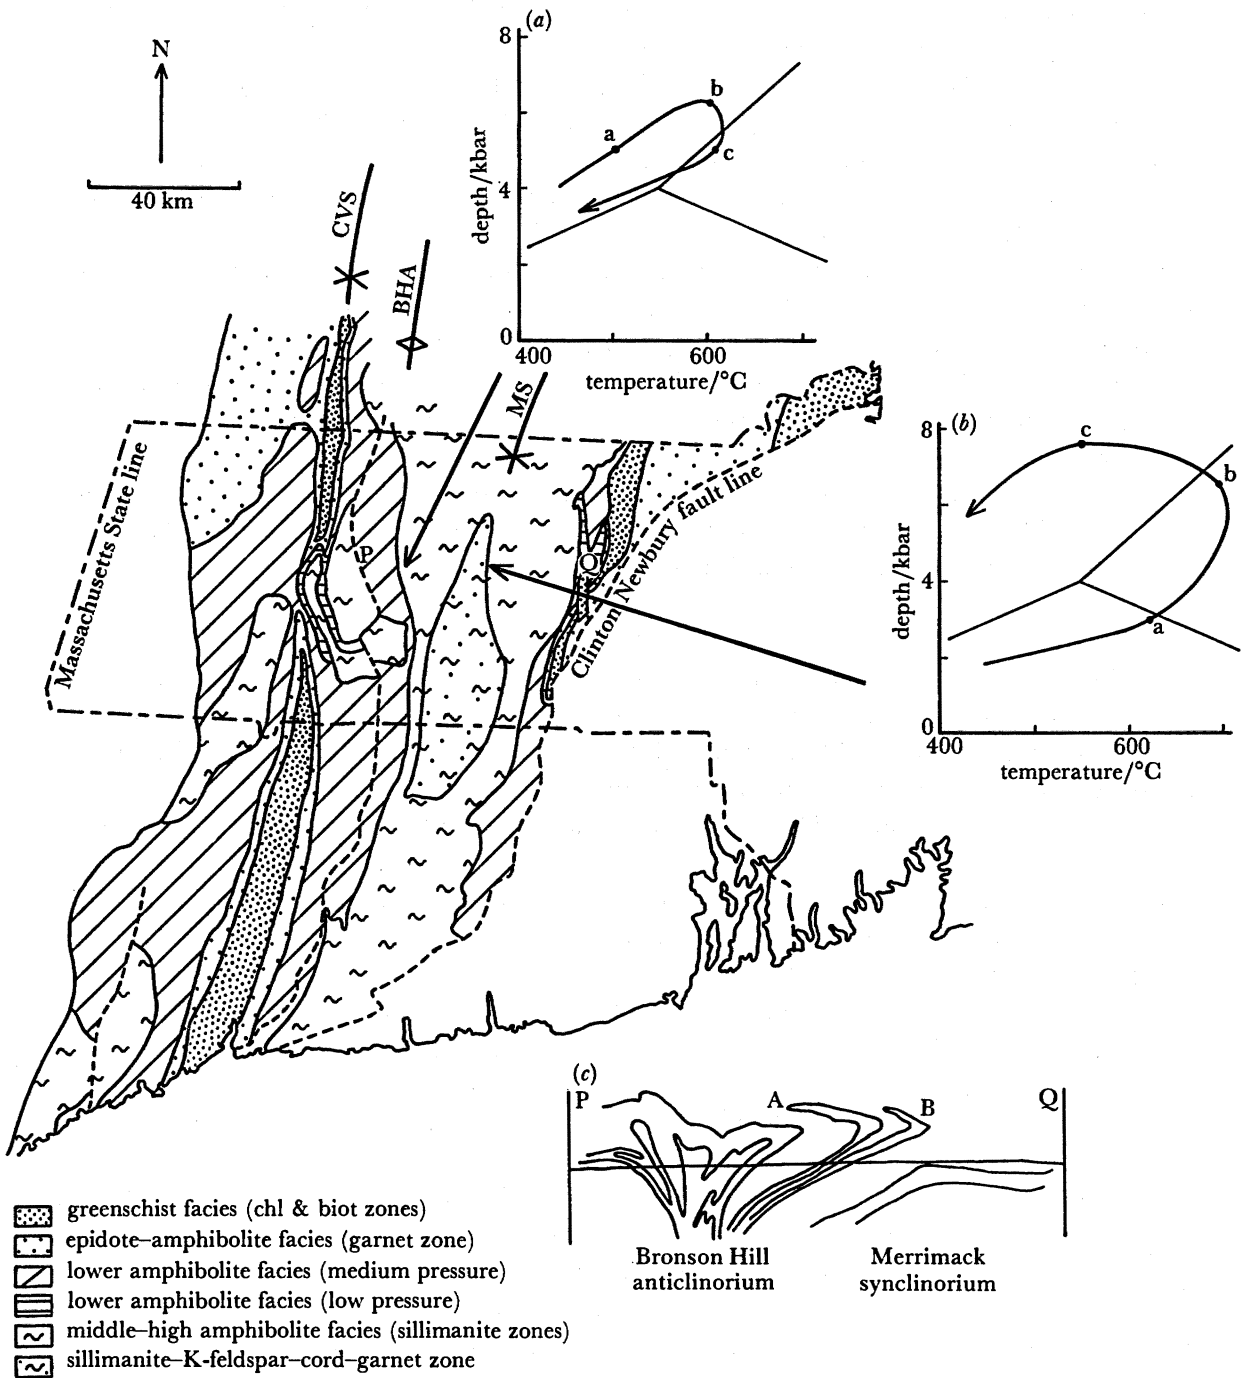 (a)
N
40 km
8
4
0
400
600
depth/kbar
temperature/°C
a
b
c
CVS
BHA
MS
Massachusetts State line
P
Q
Clinton Newbury fault line
(b)
8
4
0
400
600
depth/kbar
temperature/°C
c
b
a
(c)
P
A
B
Q
Bronson Hill
anticlinorium
Merrimack
synclinorium
greenschist facies (chl & biot zones)
epidote–amphibolite facies (garnet zone)
lower amphibolite facies (medium pressure)
lower amphibolite facies (low pressure)
middle–high amphibolite facies (sillimanite zones)
sillimanite–K-feldspar–cord–garnet zone